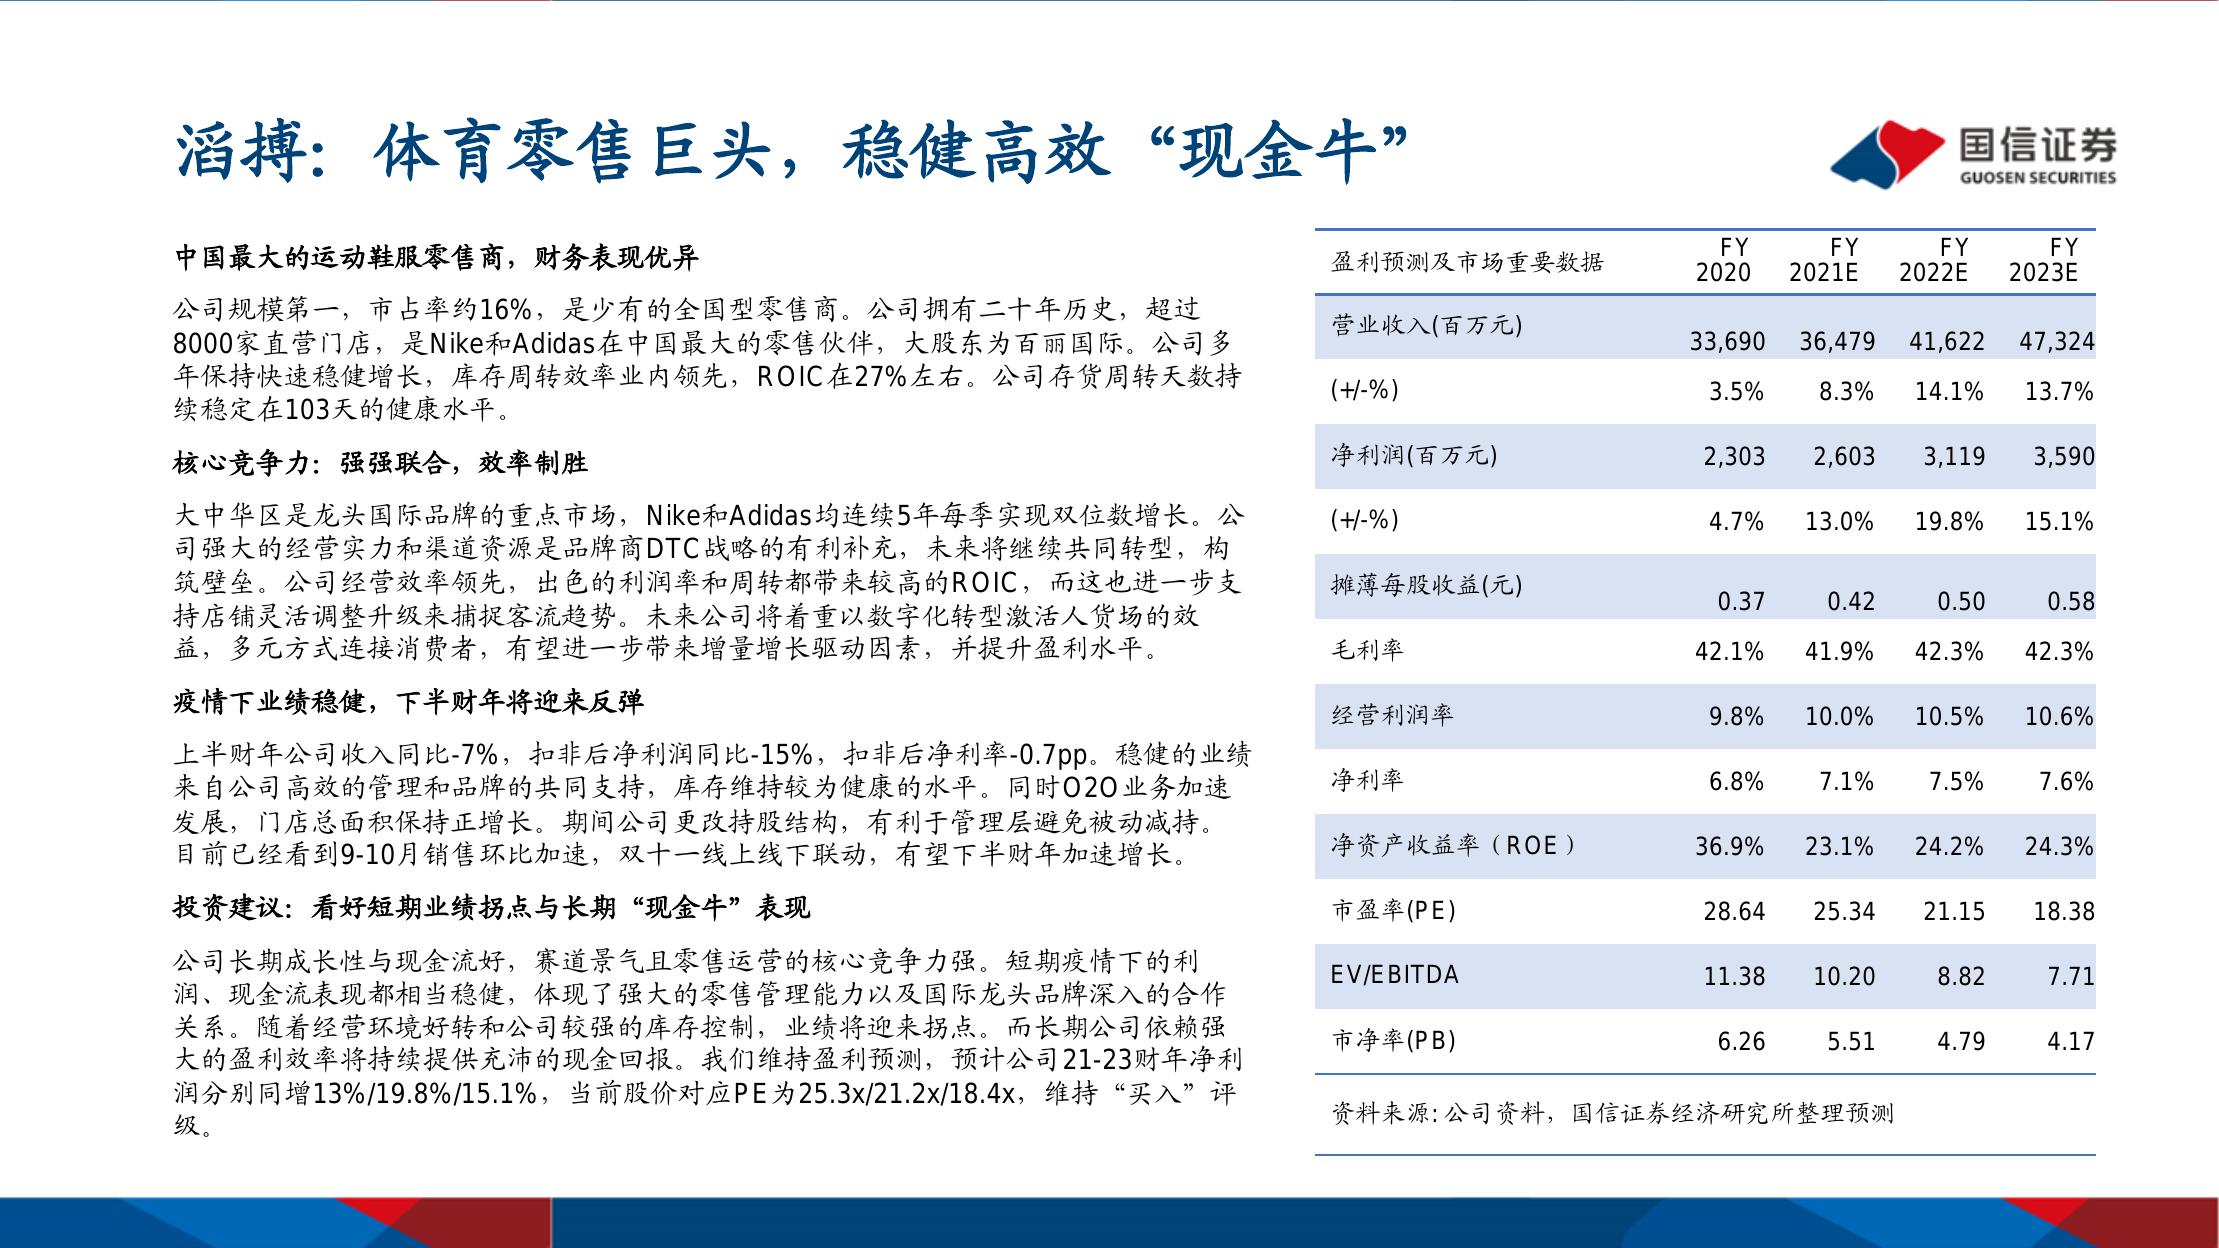 滔搏：体育零售巨头，稳健高效“现金牛”
国信证券
GUOSEN SECURITIES
中国最大的运动鞋服零售商，财务表现优异
公司规模第一，市占率约16%，是少有的全国型零售商。公司拥有二十年历史，超过
8000家直营门店，是Nike和Adidas在中国最大的零售伙伴，大股东为百丽国际。公司多
年保持快速稳健增长，库存周转效率业内领先，ROIC在27%左右。公司存货周转天数持
续稳定在103天的健康水平。
核心竞争力：强强联合，效率制胜
大中华区是龙头国际品牌的重点市场，Nike和Adidas均连续5年每季实现双位数增长。公
司强大的经营实力和渠道资源是品牌商DTC战略的有利补充，未来将继续共同转型，构
筑壁垒。公司经营效率领先，出色的利润率和周转都带来较高的ROIC，而这也进一步支
持店铺灵活调整升级来捕捉客流趋势。未来公司将着重以数字化转型激活人货场的效
益，多元方式连接消费者，有望进一步带来增量增长驱动因素，并提升盈利水平。
疫情下业绩稳健，下半财年将迎来反弹
上半财年公司收入同比-7%，扣非后净利润同比-15%，扣非后净利率-0.7pp。稳健的业绩
来自公司高效的管理和品牌的共同支持，库存维持较为健康的水平。同时O2O业务加速
发展，门店总面积保持正增长。期间公司更改持股结构，有利于管理层避免被动减持。
目前已经看到9-10月销售环比加速，双十一线上线下联动，有望下半财年加速增长。
投资建议：看好短期业绩拐点与长期“现金牛”表现
公司长期成长性与现金流好，赛道景气且零售运营的核心竞争力强。短期疫情下的利
润、现金流表现都相当稳健，体现了强大的零售管理能力以及国际龙头品牌深入的合作
关系。随着经营环境好转和公司较强的库存控制，业绩将迎来拐点。而长期公司依赖强
大的盈利效率将持续提供充沛的现金回报。我们维持盈利预测，预计公司21-23财年净利
润分别同增13%/19.8%/15.1%，当前股价对应PE为25.3x/21.2x/18.4x，维持“买入”评
级。
盈利预测及市场重要数据 FY 2020 FY 2021E FY 2022E FY 2023E
营业收入(百万元) 33,690 36,479 41,622 47,324
(+/-%) 3.5% 8.3% 14.1% 13.7%
净利润(百万元) 2,303 2,603 3,119 3,590
(+/-%) 4.7% 13.0% 19.8% 15.1%
摊薄每股收益(元) 0.37 0.42 0.50 0.58
毛利率 42.1% 41.9% 42.3% 42.3%
经营利润率 9.8% 10.0% 10.5% 10.6%
净利率 6.8% 7.1% 7.5% 7.6%
净资产收益率（ROE） 36.9% 23.1% 24.2% 24.3%
市盈率(PE) 28.64 25.34 21.15 18.38
EV/EBITDA 11.38 10.20 8.82 7.71
市净率(PB) 6.26 5.51 4.79 4.17
资料来源: 公司资料，国信证券经济研究所整理预测